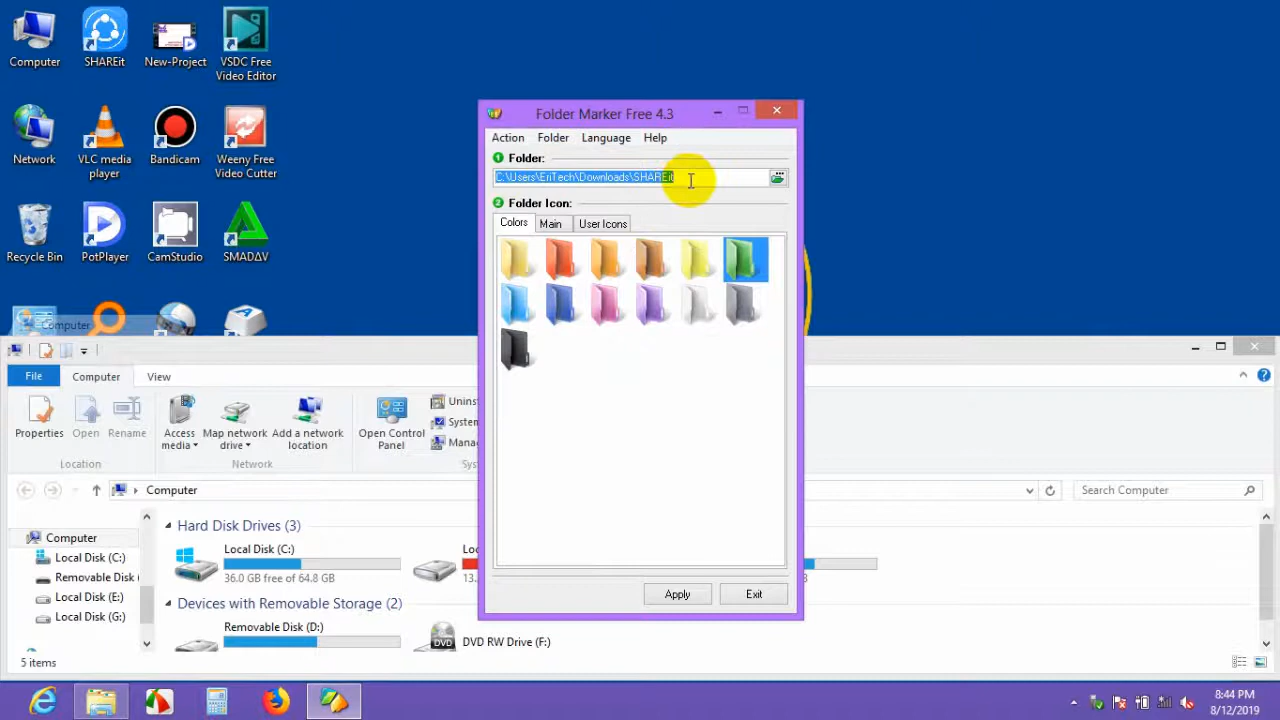 Computer
SHAREit
New-Project
VSDC Free
Video Editor
Network
VLC media
player
Bandicam
Weeny Free
Video Cutter
Recycle Bin
PotPlayer
CamStudio
SMADΔV
Computer
Folder Marker Free 4.3
Action Folder Language Help
1 Folder:
C:\Users\EriTech\Downloads\SHAREit
2 Folder Icon:
Colors Main User Icons
Apply Exit
File Computer View
Properties
Open
Rename
Access
media
Map network
drive
Add a network
location
Open Control
Panel
Location
Network
Computer
Search Computer
Computer
Local Disk (C:)
Removable Disk
Local Disk (E:)
Local Disk (G:)
Hard Disk Drives (3)
Local Disk (C:)
36.0 GB free of 64.8 GB
Devices with Removable Storage (2)
Removable Disk (D:)
DVD
DVD RW Drive (F:)
5 items
8:44 PM
8/12/2019